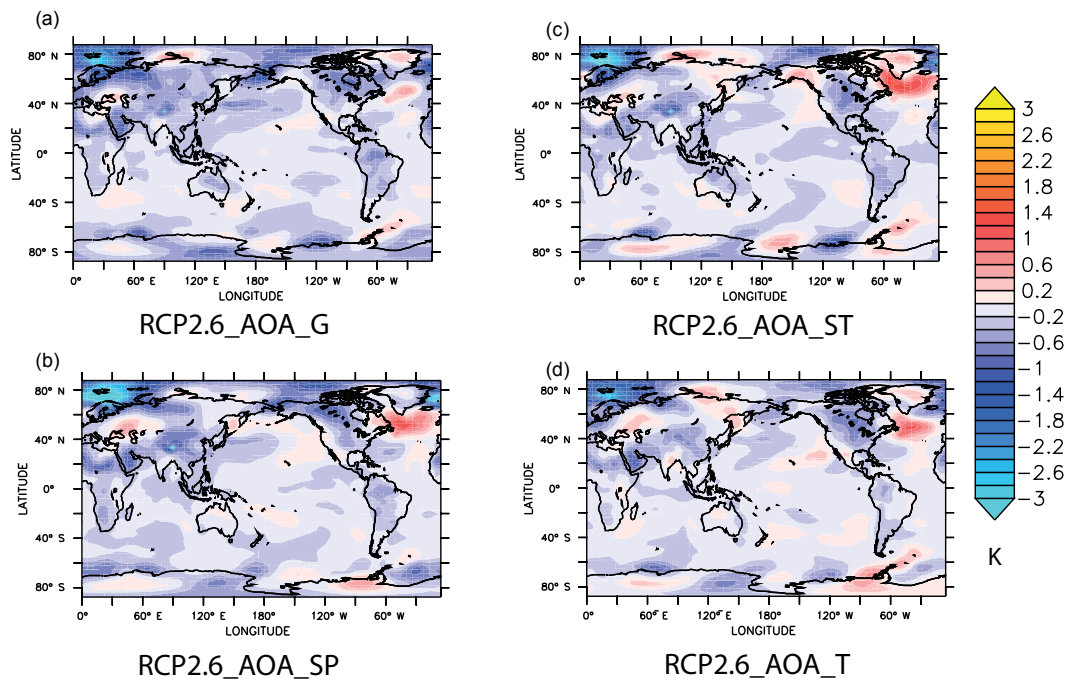 (a)
80° N
40° N
0°
40° S
80° S
LATITUDE
0° 60° E 120° E 180° W 120° W 60° W
LONGITUDE
RCP2.6_AOA_G
(c)
80° N
40° N
0°
40° S
80° S
LATITUDE
0° 60° E 120° E 180° W 120° W 60° W
LONGITUDE
RCP2.6_AOA_ST
(b)
80° N
40° N
0°
40° S
80° S
LATITUDE
0° 60° E 120° E 180° W 120° W 60° W
LONGITUDE
RCP2.6_AOA_SP
(d)
80° N
40° N
0°
40° S
80° S
LATITUDE
0° 60° E 120° E 180° W 120° W 60° W
LONGITUDE
RCP2.6_AOA_T
3
2.6
2.2
1.8
1.4
1
0.6
0.2
−0.2
−0.6
−1
−1.4
−1.8
−2.2
−2.6
−3
K